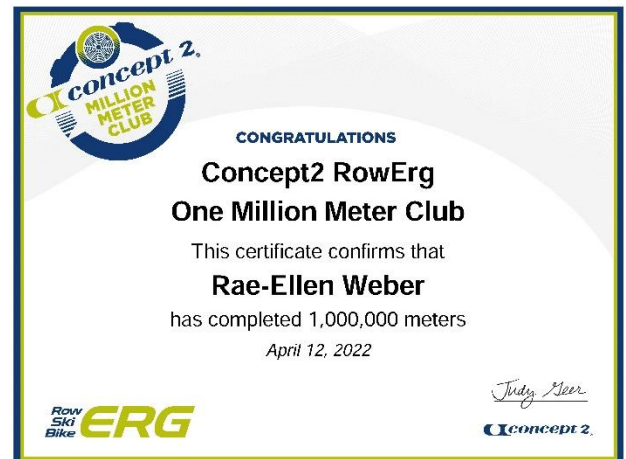 concept 2.
MILLION
METER
CLUB
CONGRATULATIONS
Concept2 RowErg
One Million Meter Club
This certificate confirms that
Rae-Ellen Weber
has completed 1,000,000 meters
April 12, 2022
Judy Geer
Row
Ski
Bike
ERG
concept 2.